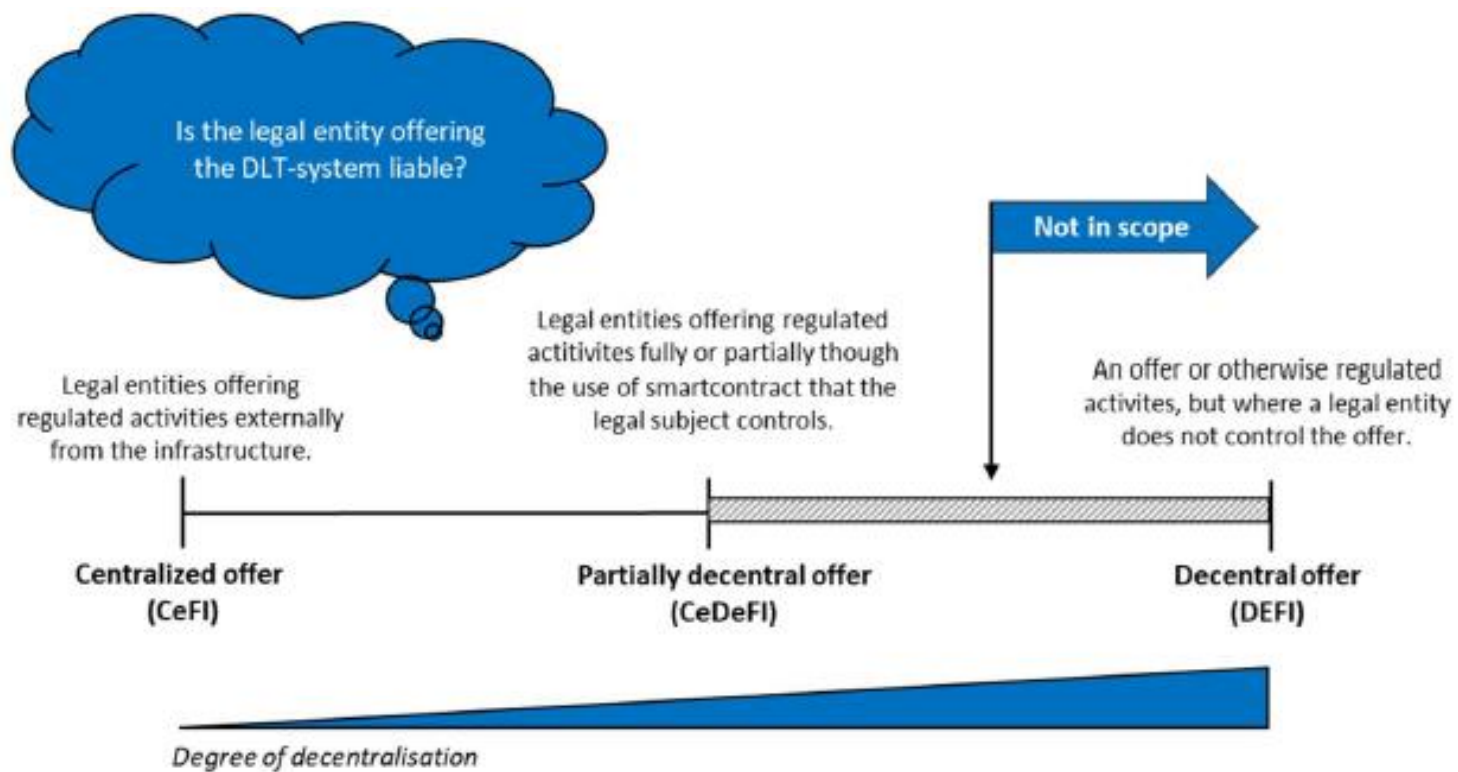 Is the legal entity offering
the DLT-system liable?
Not in scope
Legal entities offering
regulated activities externally
from the infrastructure.
Legal entities offering regulated
actitivites fully or partially though
the use of smartcontract that the
legal subject controls.
An offer or otherwise regulated
activites, but where a legal entity
does not control the offer.
Centralized offer
(CeFI)
Partially decentral offer
(CeDeFI)
Decentral offer
(DEFI)
Degree of decentralisation